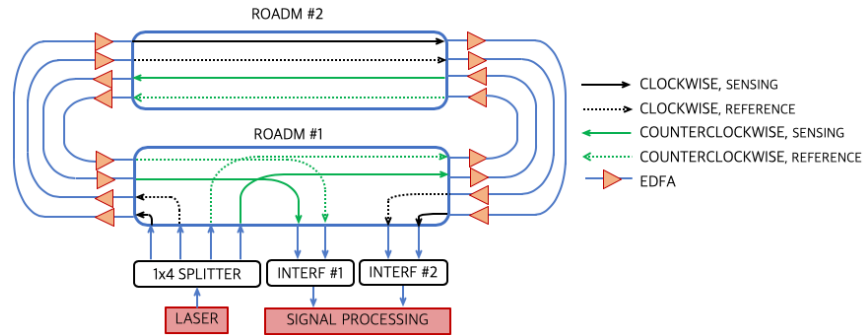 ROADM #2
CLOCKWISE, SENSING
CLOCKWISE, REFERENCE
COUNTERCLOCKWISE, SENSING
COUNTERCLOCKWISE, REFERENCE
EDFA
ROADM #1
1x4 SPLITTER
INTERF #1
INTERF #2
LASER
SIGNAL PROCESSING